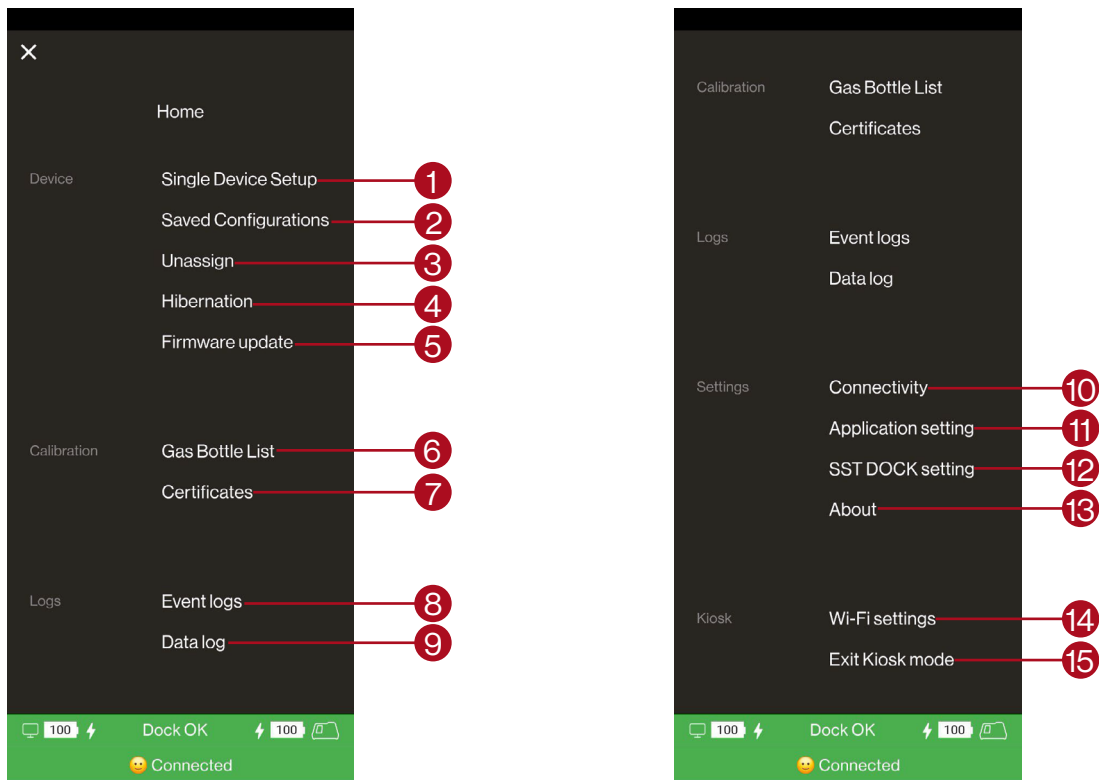 Home
Device
Single Device Setup 1
Saved Configurations 2
Unassign 3
Hibernation 4
Firmware update 5
Calibration
Gas Bottle List 6
Certificates 7
Logs
Event logs 8
Data log 9
100 Dock OK 100
Connected
Calibration
Gas Bottle List
Certificates
Logs
Event logs
Data log
Settings
Connectivity 10
Application setting 11
SST DOCK setting 12
About 13
Kiosk
Wi-Fi settings 14
Exit Kiosk mode 15
100 Dock OK 100
Connected